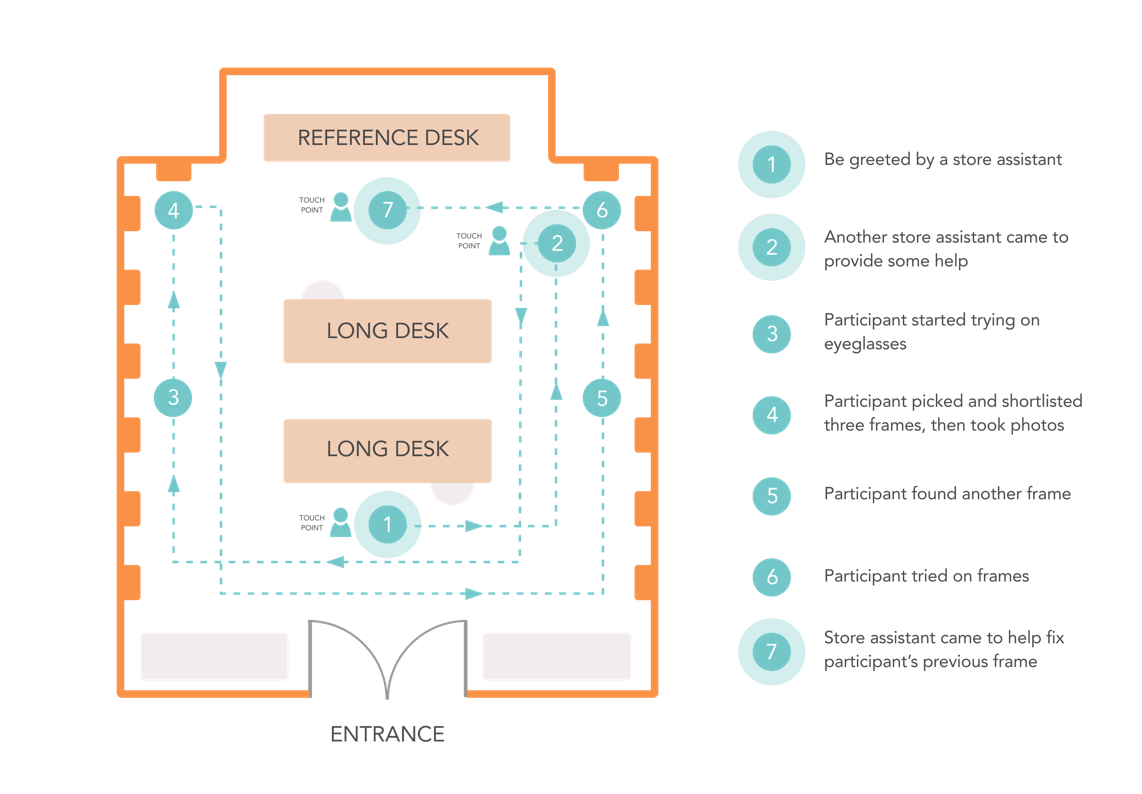 REFERENCE DESK
4
TOUCH
POINT
7
6
TOUCH
POINT
2
LONG DESK
3
5
LONG DESK
TOUCH
POINT
1
ENTRANCE
1
Be greeted by a store assistant
2
Another store assistant came to
provide some help
3
Participant started trying on
eyeglasses
4
Participant picked and shortlisted
three frames, then took photos
5
Participant found another frame
6
Participant tried on frames
7
Store assistant came to help fix
participant’s previous frame